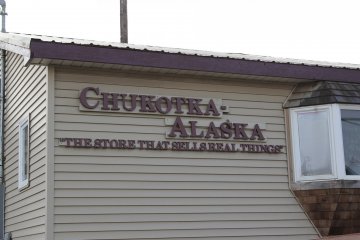 CHUKOTKA-
ALASKA
"THE STORE THAT SELLS REAL THINGS"